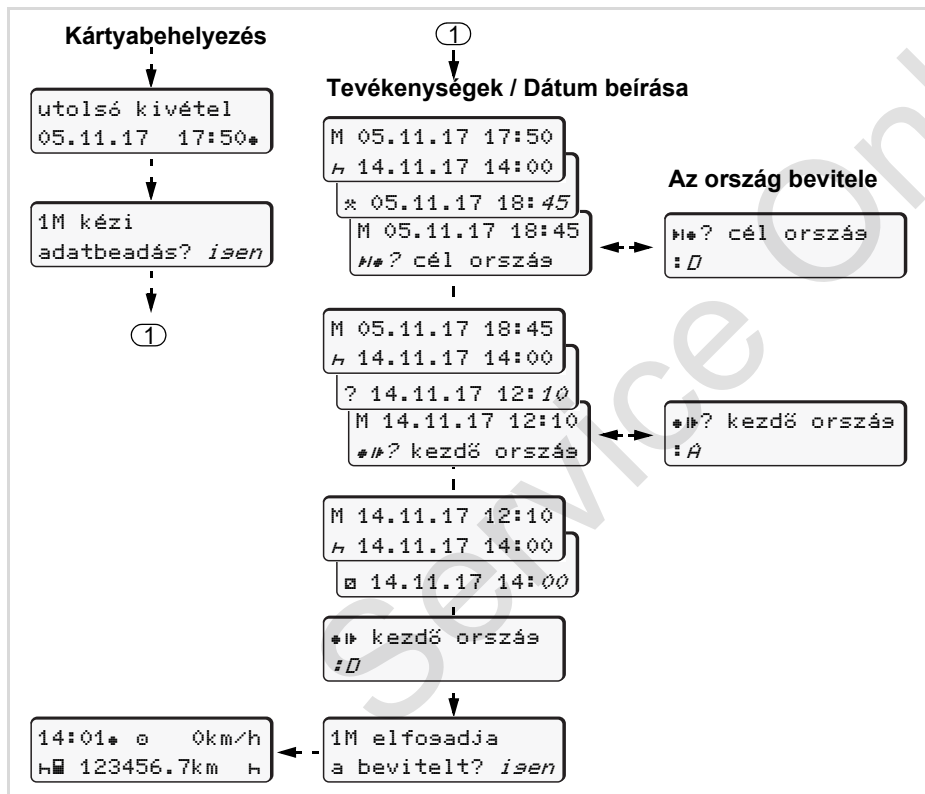 Kártyabehelyezés
utolsó kivétel
05.11.17 17:50
1M kézi
adatbeadás? igen
1
1
Tevékenységek / Dátum beírása
M 05.11.17 17:50
14.11.17 14:00
05.11.17 18:45
M 05.11.17 18:45
? cél ország
Az ország bevitele
? cél ország
:D
M 05.11.17 18:45
14.11.17 14:00
? 14.11.17 12:10
M 14.11.17 12:10
? kezdő ország
? kezdő ország
:A
M 14.11.17 12:10
14.11.17 14:00
14.11.17 14:00
kezdő ország
:D
1M elfogadja
a bevitelt? igen
14:01 0km/h
123456.7km
Service On